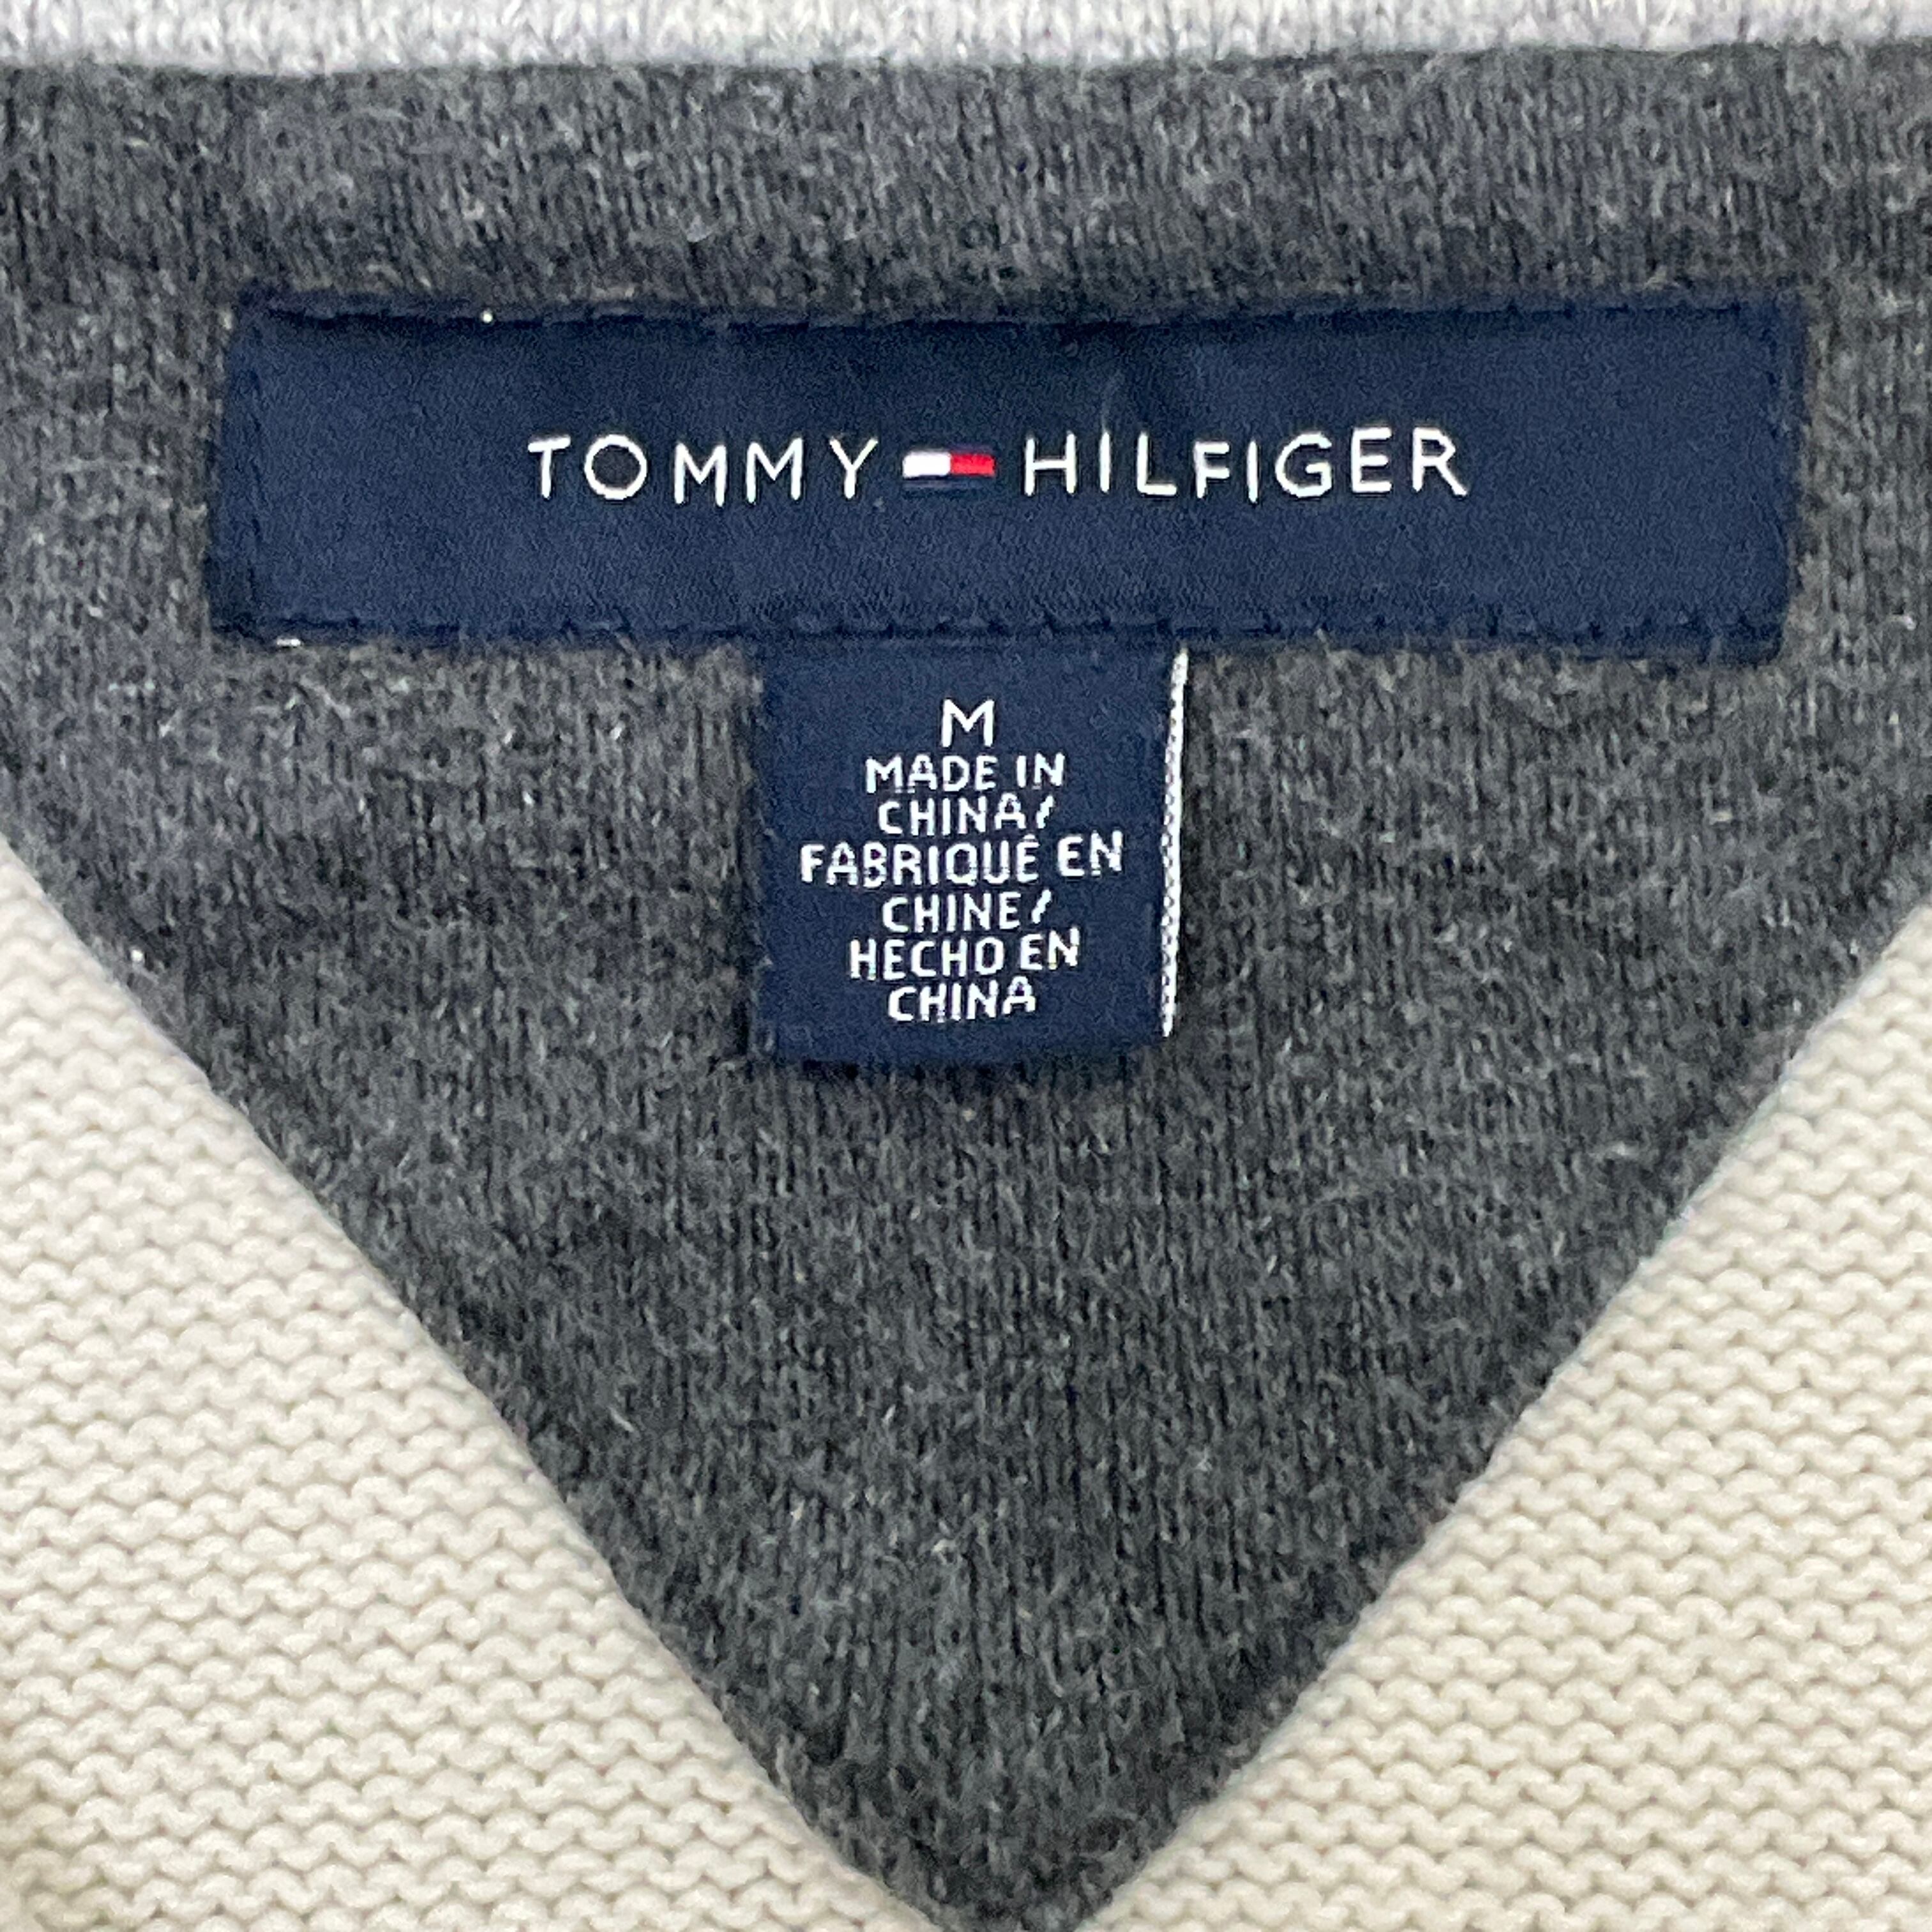 TOMMY HILFIGER
M
MADE IN
CHINA/
FABRIQUÉ EN
CHINE/
HECHO EN
CHINA